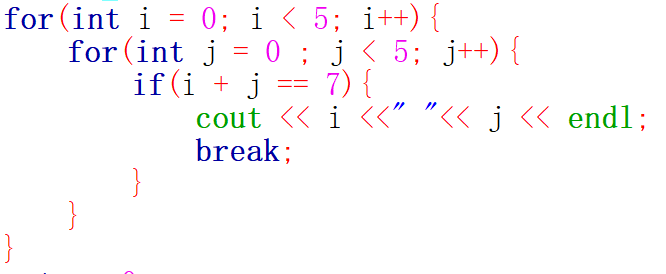 for(int i = 0; i < 5; i++){
    for(int j = 0 ; j < 5; j++){
        if(i + j == 7){
            cout << i <<" "<< j << endl;
            break;
        }
    }
}